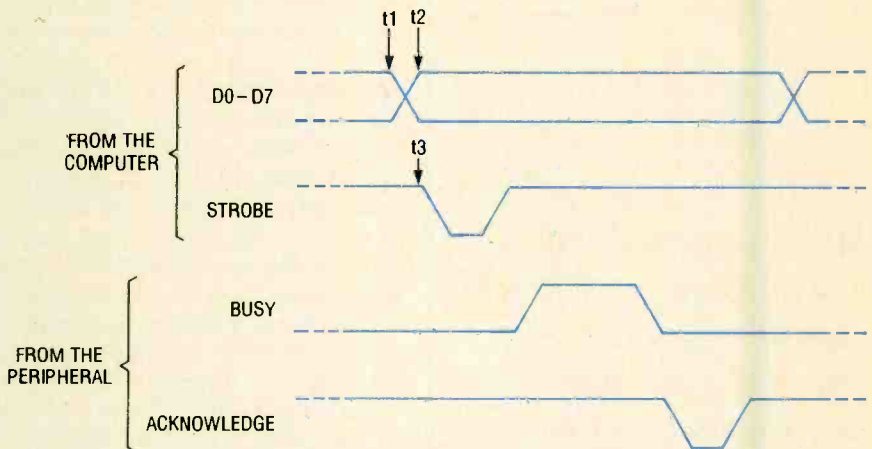 t1 t2
D0–D7
FROM THE
COMPUTER
t3
STROBE
BUSY
FROM THE
PERIPHERAL
ACKNOWLEDGE